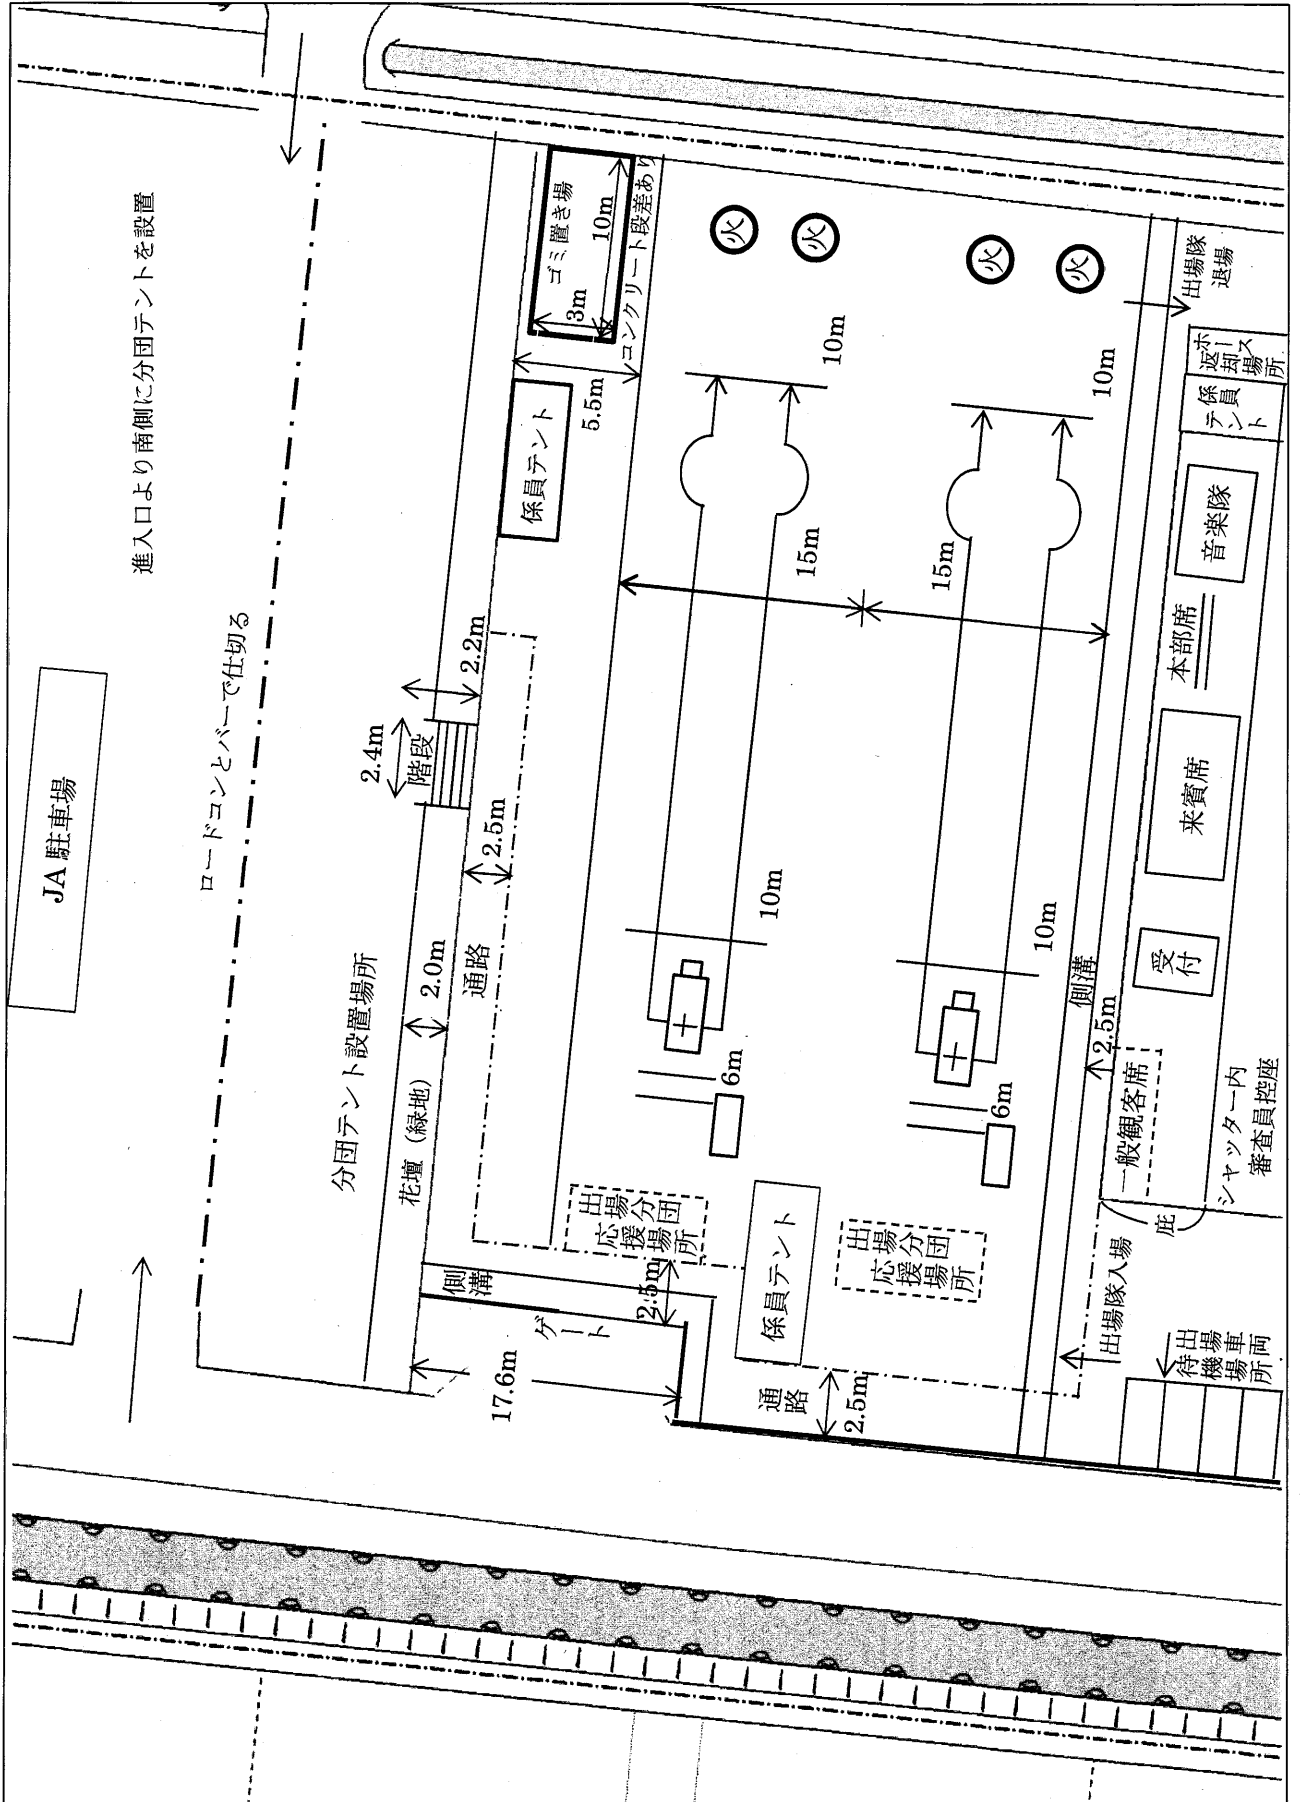 JA 駐車場
進入口より南側に分団テントを設置
ロードコンとバーで仕切る
分団テント設置場所
花壇（緑地）
2.0m
2.4m
階段
2.2m
2.5m
通路
係員テント
ゴミ置き場
3m
10m
5.5m
コンクリート段差あり
火
火
火
火
10m
15m
10m
6m
10m
15m
10m
6m
側溝
ゲート
17.6m
2.5m
出場分団
応援場所
係員テント
出場分団
応援場所
通路
2.5m
側溝
2.5m
出場隊
退場
ホース
返却場
所
係員
テント
音楽隊
本部席
来賓席
受付
一般観客席
シャッター内
審査員控座
庇
出場隊入場
出場車両
待機場所